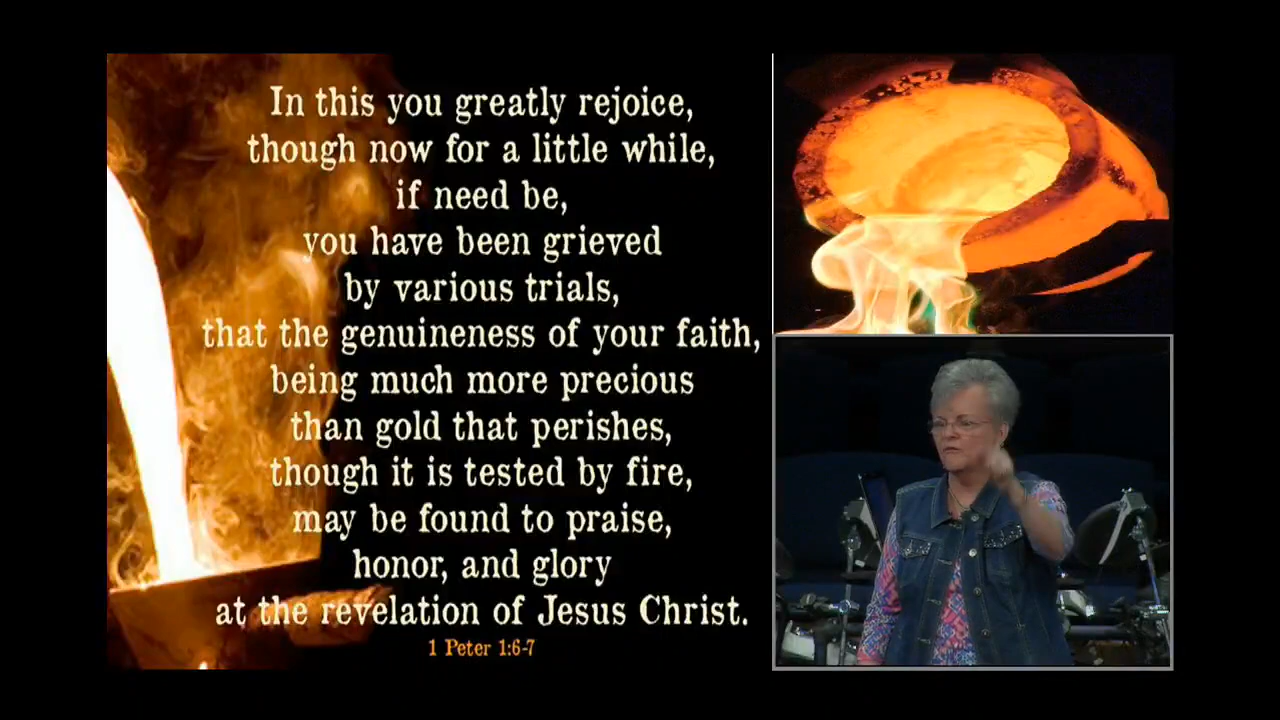 In this you greatly rejoice,
though now for a little while,
if need be,
you have been grieved
by various trials,
that the genuineness of your faith,
being much more precious
than gold that perishes,
though it is tested by fire,
may be found to praise,
honor, and glory
at the revelation of Jesus Christ.
1 Peter 1:6-7